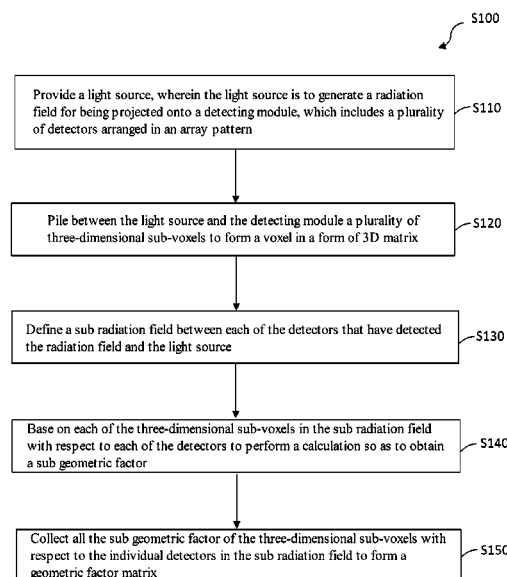 S100
Provide a light source, wherein the light source is to generate a radiation
field for being projected onto a detecting module, which includes a plurality
of detectors arranged in an array pattern
S110
Pile between the light source and the detecting module a plurality of
three-dimensional sub-voxels to form a voxel in a form of 3D matrix
S120
Define a sub radiation field between each of the detectors that have detected
the radiation field and the light source
S130
Base on each of the three-dimensional sub-voxels in the sub radiation field
with respect to each of the detectors to perform a calculation so as to obtain
a sub geometric factor
S140
Collect all the sub geometric factor of the three-dimensional sub-voxels with
respect to the individual detectors in the sub radiation field to form a
geometric factor matrix
S150